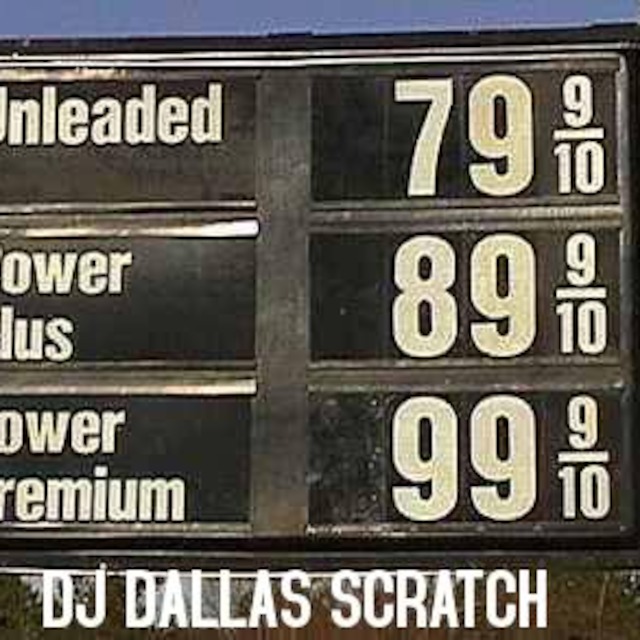 Unleaded 79 9/10
ower
lus 89 9/10
ower
remium 99 9/10
DJ DALLAS SCRATCH